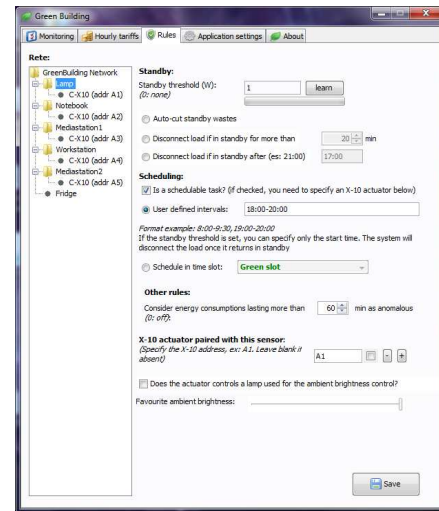 Green Building
Monitoring Hourly tariffs Rules Application settings About
Rete:
GreenBuilding Network
Lamp
C-X10 (addr A1)
Notebook
C-X10 (addr A2)
Mediastation1
C-X10 (addr A3)
Workstation
C-X10 (addr A4)
Mediastation2
C-X10 (addr A5)
Fridge
Standby:
Standby threshold (W): 1 learn
(0: none)
Auto-cut standby wastes
Disconnect load if in standby for more than 20 min
Disconnect load if in standby after (es: 21:00) 17:00
Scheduling:
Is a schedulable task? (if checked, you need to specify an X-10 actuator below)
User defined intervals: 18:00-20:00
Format example: 8:00-9:30,19:00-20:00
If the standby threshold is set, you can specify only the start time. The system will
disconnect the load once it returns in standby
Schedule in time slot: Green slot
Other rules:
Consider energy consumptions lasting more than 60 min as anomalous
(0: off):
X-10 actuator paired with this sensor:
(Specify the X-10 address, ex: A1. Leave blank it
absent) A1 - +
Does the actuator controls a lamp used for the ambient brightness control?
Favourite ambient brightness:
Save